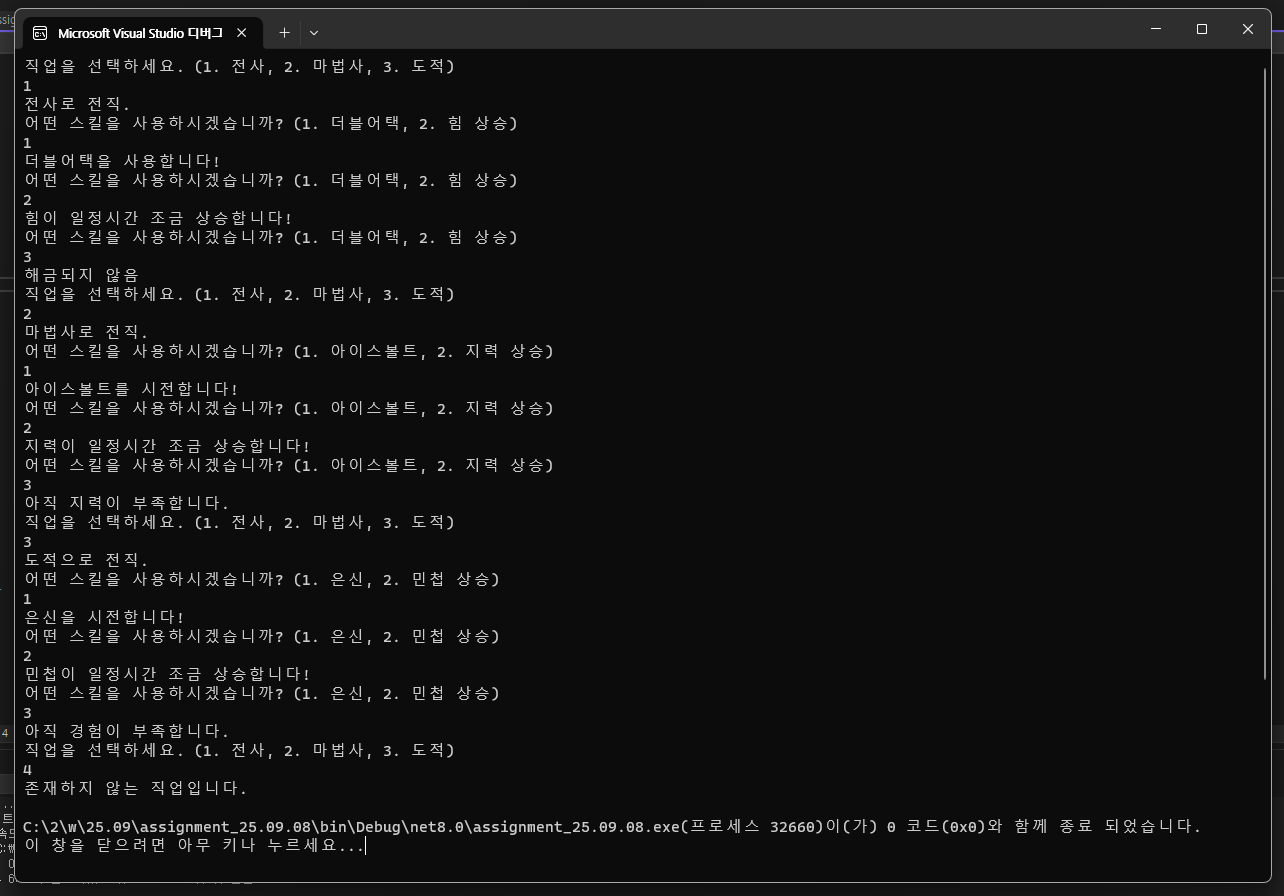 Microsoft Visual Studio 디버그
직업을 선택하세요. (1. 전사, 2. 마법사, 3. 도적)
1
전사로 전직.
어떤 스킬을 사용하시겠습니까? (1. 더블어택, 2. 힘 상승)
1
더블어택을 사용합니다!
어떤 스킬을 사용하시겠습니까? (1. 더블어택, 2. 힘 상승)
2
힘이 일정시간 조금 상승합니다!
어떤 스킬을 사용하시겠습니까? (1. 더블어택, 2. 힘 상승)
3
해금되지 않음
직업을 선택하세요. (1. 전사, 2. 마법사, 3. 도적)
2
마법사로 전직.
어떤 스킬을 사용하시겠습니까? (1. 아이스볼트, 2. 지력 상승)
1
아이스볼트를 시전합니다!
어떤 스킬을 사용하시겠습니까? (1. 아이스볼트, 2. 지력 상승)
2
지력이 일정시간 조금 상승합니다!
어떤 스킬을 사용하시겠습니까? (1. 아이스볼트, 2. 지력 상승)
3
아직 지력이 부족합니다.
직업을 선택하세요. (1. 전사, 2. 마법사, 3. 도적)
3
도적으로 전직.
어떤 스킬을 사용하시겠습니까? (1. 은신, 2. 민첩 상승)
1
은신을 시전합니다!
어떤 스킬을 사용하시겠습니까? (1. 은신, 2. 민첩 상승)
2
민첩이 일정시간 조금 상승합니다!
어떤 스킬을 사용하시겠습니까? (1. 은신, 2. 민첩 상승)
3
아직 경험이 부족합니다.
직업을 선택하세요. (1. 전사, 2. 마법사, 3. 도적)
4
존재하지 않는 직업입니다.
C:\2\w\25.09\assignment_25.09.08\bin\Debug\net8.0\assignment_25.09.08.exe(프로세스 32660)이(가) 0 코드(0x0)와 함께 종료 되었습니다.
이 창을 닫으려면 아무 키나 누르세요...